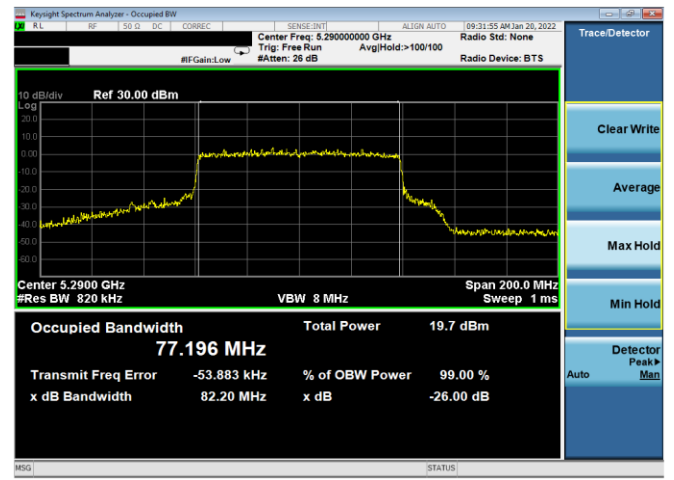 Keysight Spectrum Analyzer - Occupied BW
LXI RL RF 50 Ω DC CORREC SENSE:INT ALIGN AUTO 09:31:55 AM Jan 20, 2022
Center Freq: 5.290000000 GHz Radio Std: None
Trig: Free Run Avg|Hold:>100/100
#IFGain:Low #Atten: 26 dB Radio Device: BTS
Trace/Detector
10 dB/div Ref 30.00 dBm
Log
20.0
10.0
0.00
-10.0
-20.0
-30.0
-40.0
-50.0
-60.0
Center 5.2900 GHz Span 200.0 MHz
#Res BW 820 kHz VBW 8 MHz Sweep 1 ms
Occupied Bandwidth Total Power 19.7 dBm
77.196 MHz
Transmit Freq Error -53.883 kHz % of OBW Power 99.00 %
x dB Bandwidth 82.20 MHz x dB -26.00 dB
Clear Write
Average
Max Hold
Min Hold
Detector
Peak▶
Auto Man
MSG STATUS